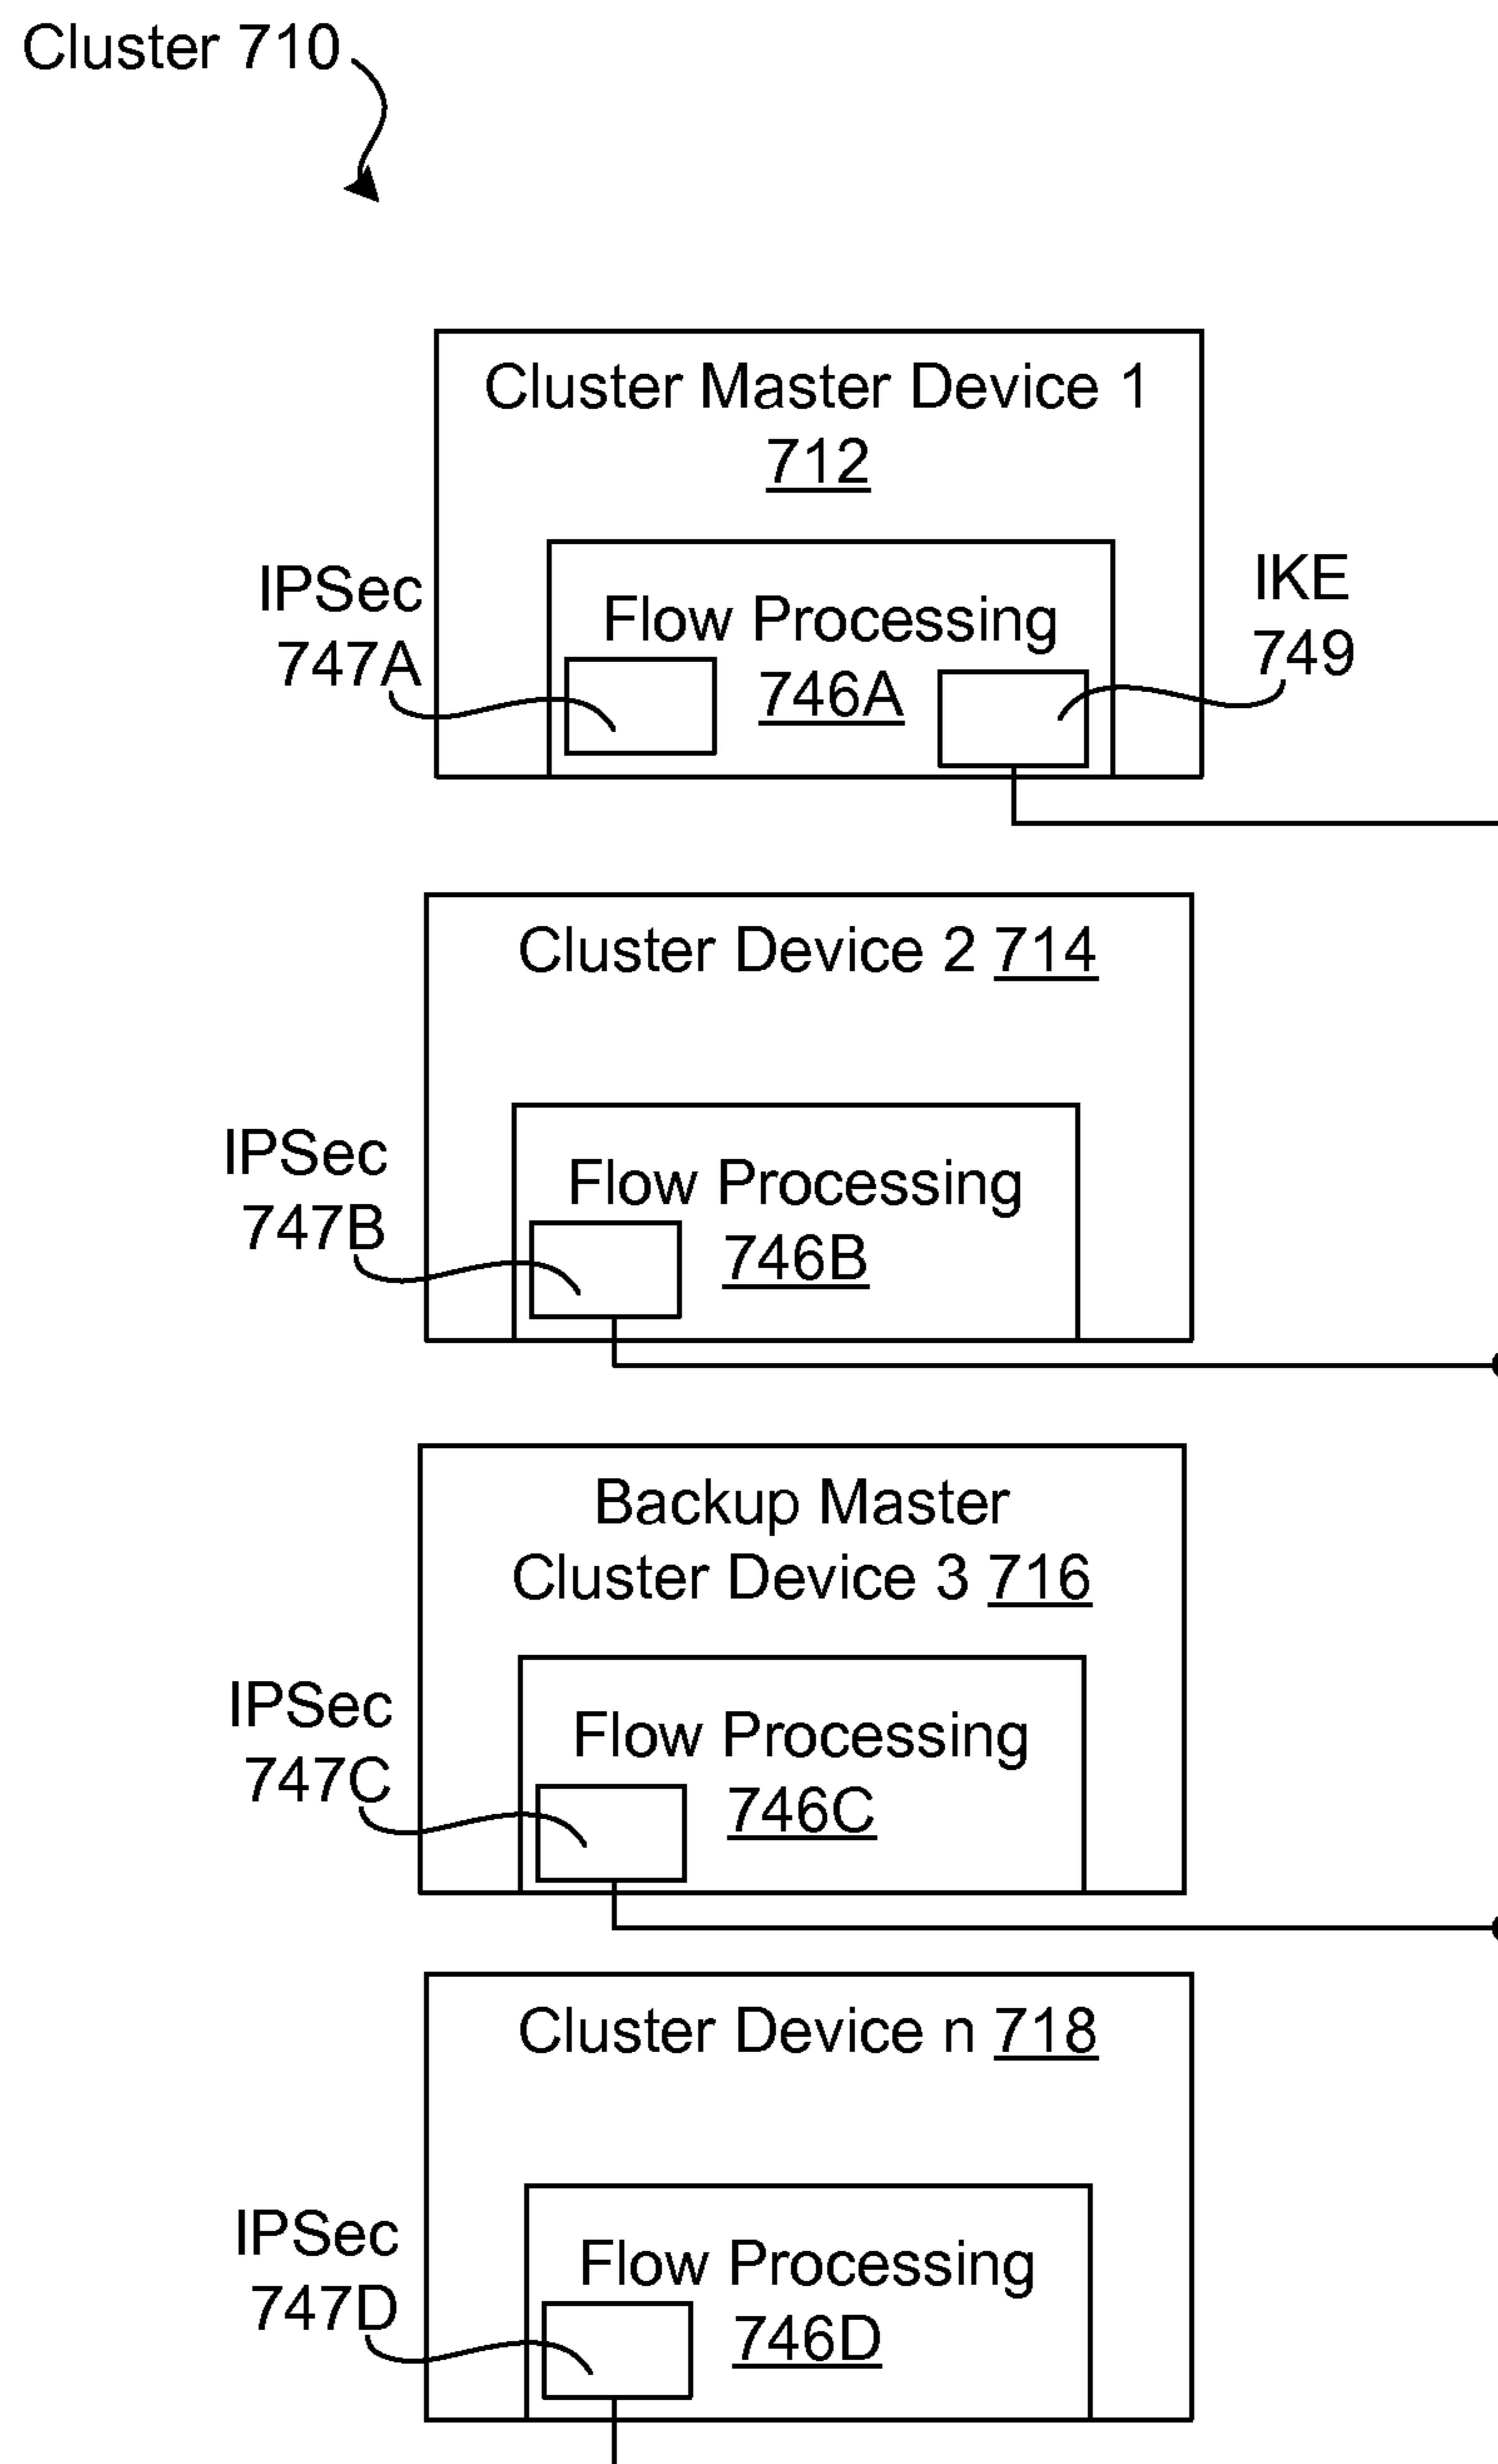 Cluster 710
Cluster Master Device 1
712
IPSec
747A
Flow Processing
746A
IKE
749
Cluster Device 2 714
IPSec
747B
Flow Processing
746B
Backup Master
Cluster Device 3 716
IPSec
747C
Flow Processing
746C
Cluster Device n 718
IPSec
747D
Flow Processing
746D